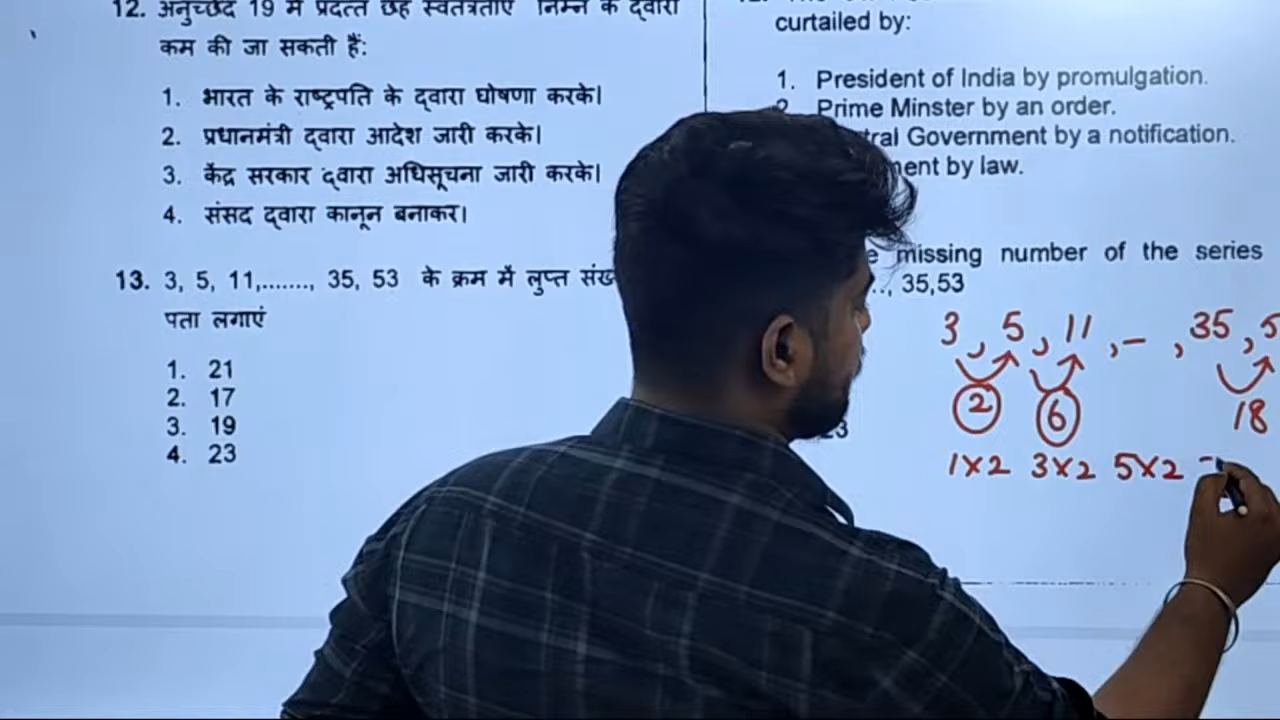 12. अनुच्छेद 19 में प्रदत्त छह स्वतंत्रताएं निम्न के द्वारा
कम की जा सकती हैं:
1. भारत के राष्ट्रपति के द्वारा घोषणा करके।
2. प्रधानमंत्री द्वारा आदेश जारी करके।
3. केंद्र सरकार द्वारा अधिसूचना जारी करके।
4. संसद द्वारा कानून बनाकर।
13. 3, 5, 11,......., 35, 53 के क्रम में लुप्त
पता लगाएं
1. 21
2. 17
3. 19
4. 23
curtailed by:
1. President of India by promulgation.
2. Prime Minster by an order.
Government by a notification.
by law.
missing number of the series
35,53
3, 5, 11, –, 35,
2 6 18
1×2 3×2 5×2